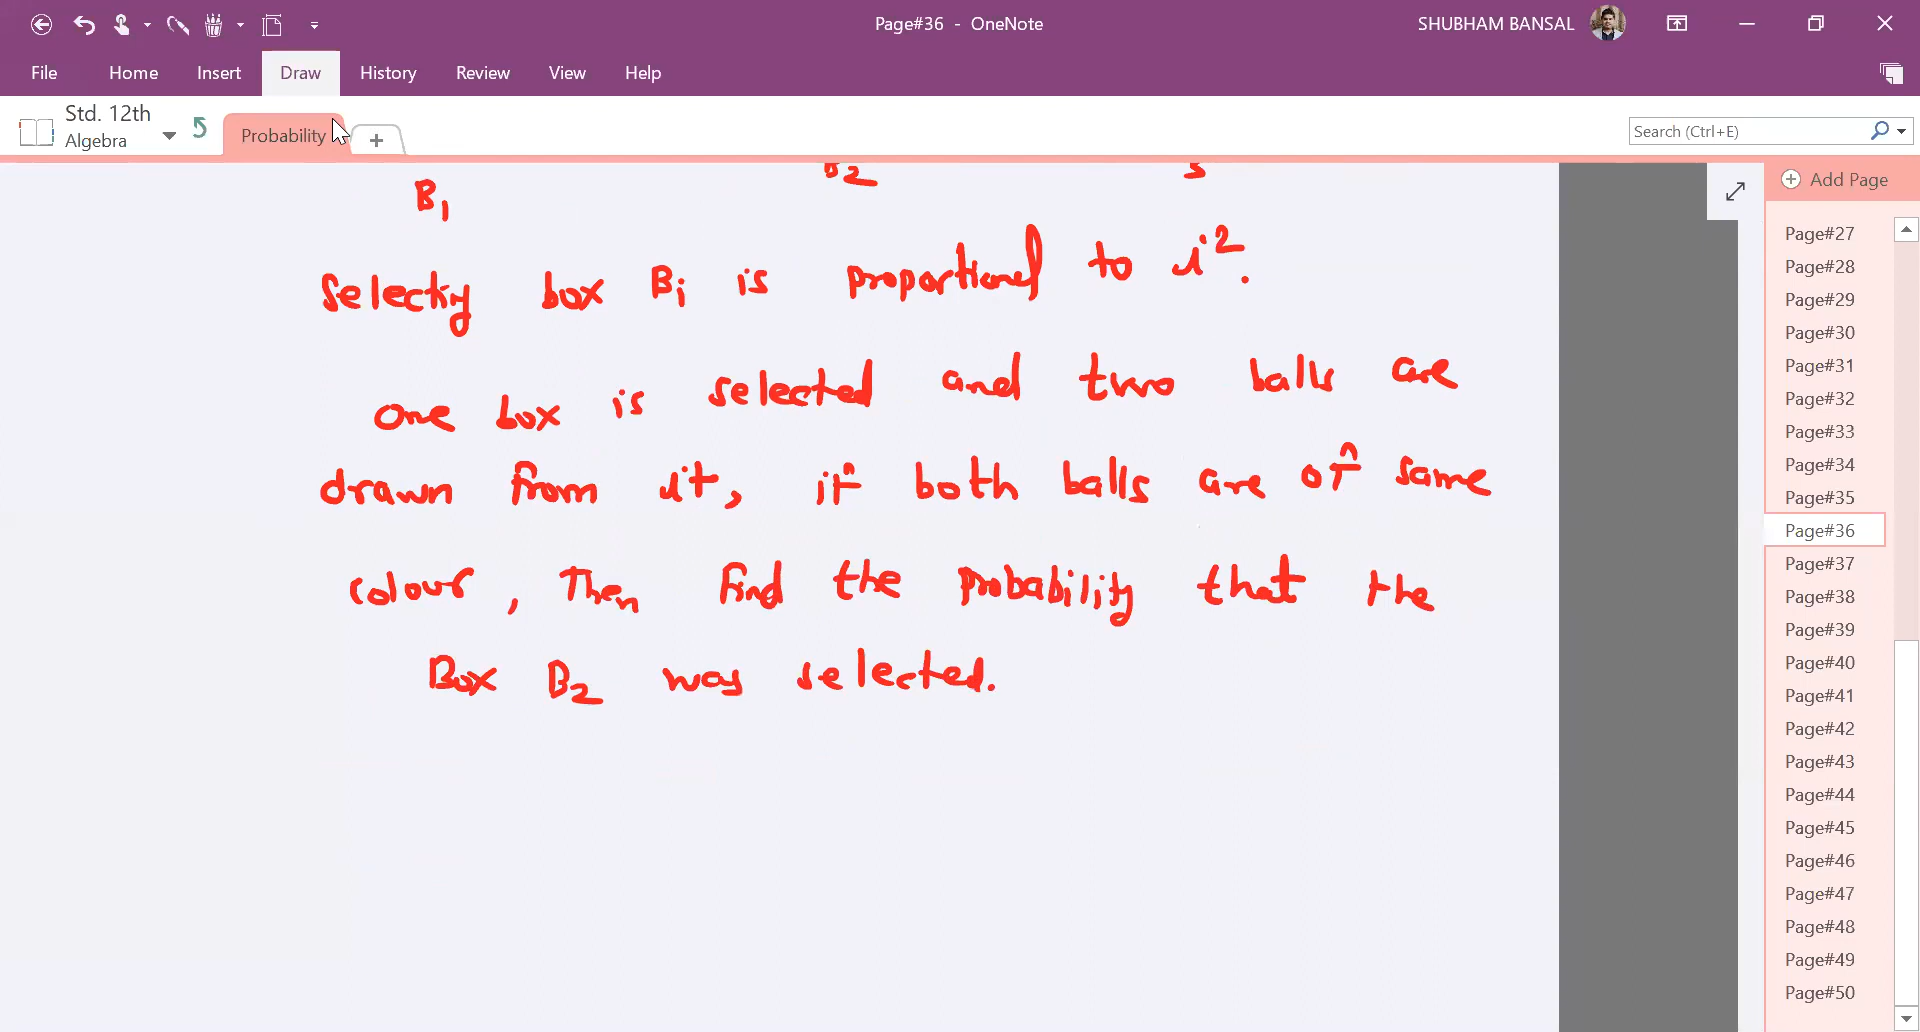 Page#36 - OneNote
SHUBHAM BANSAL
File Home Insert Draw History Review View Help
Std. 12th
Algebra
Probability
+
Search (Ctrl+E)
Add Page
B1
B2
3
Selecting box Bi is proportional to i².
one box is selected and two balls are
drawn from it, if both balls are of same
colour, Then find the probability that the
Box B2 was selected.
Page#27
Page#28
Page#29
Page#30
Page#31
Page#32
Page#33
Page#34
Page#35
Page#36
Page#37
Page#38
Page#39
Page#40
Page#41
Page#42
Page#43
Page#44
Page#45
Page#46
Page#47
Page#48
Page#49
Page#50